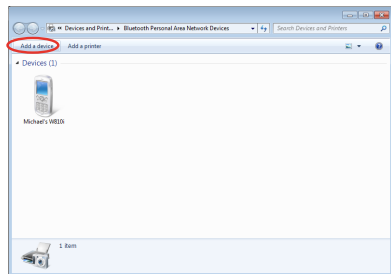 « Devices and Print... ▸ Bluetooth Personal Area Network Devices
Search Devices and Printers
Add a device Add a printer
Devices (1)
Michael's W810i
1 item